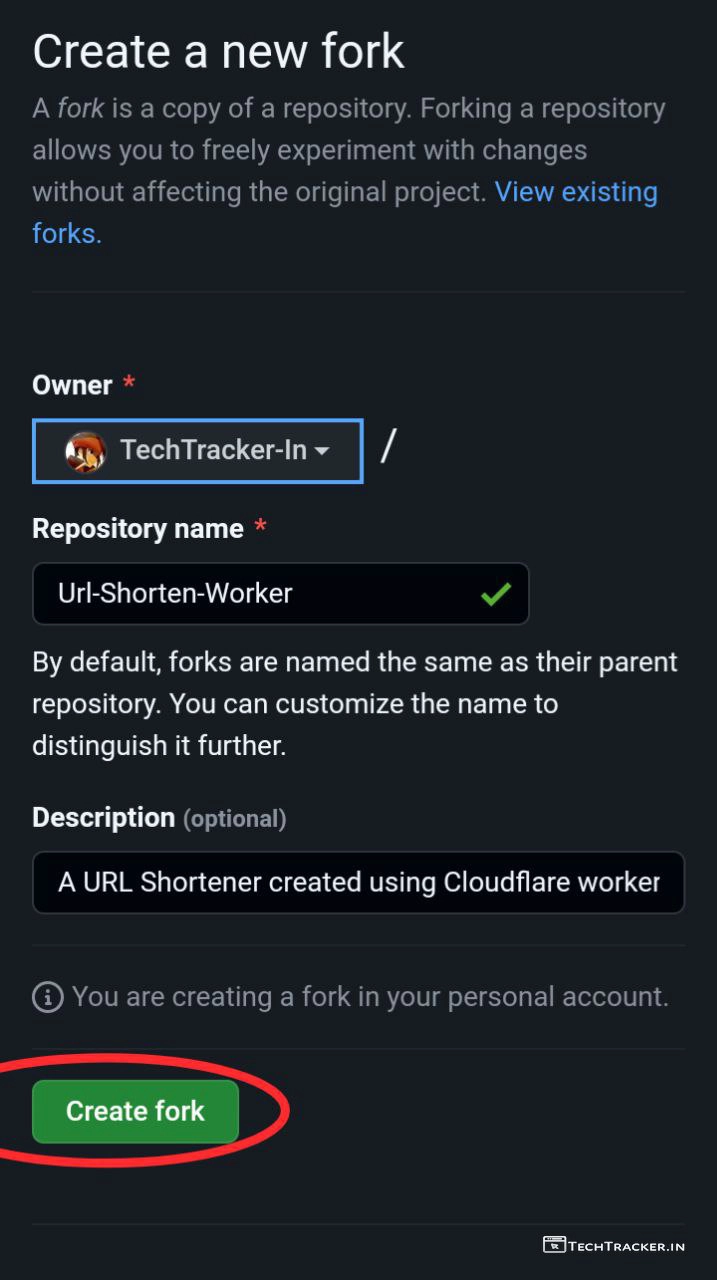 Create a new fork
A fork is a copy of a repository. Forking a repository
allows you to freely experiment with changes
without affecting the original project. View existing
forks.
Owner *
TechTracker-In /
Repository name *
Url-Shorten-Worker
By default, forks are named the same as their parent
repository. You can customize the name to
distinguish it further.
Description (optional)
A URL Shortener created using Cloudflare worker
You are creating a fork in your personal account.
Create fork
TECHTRACKER.IN